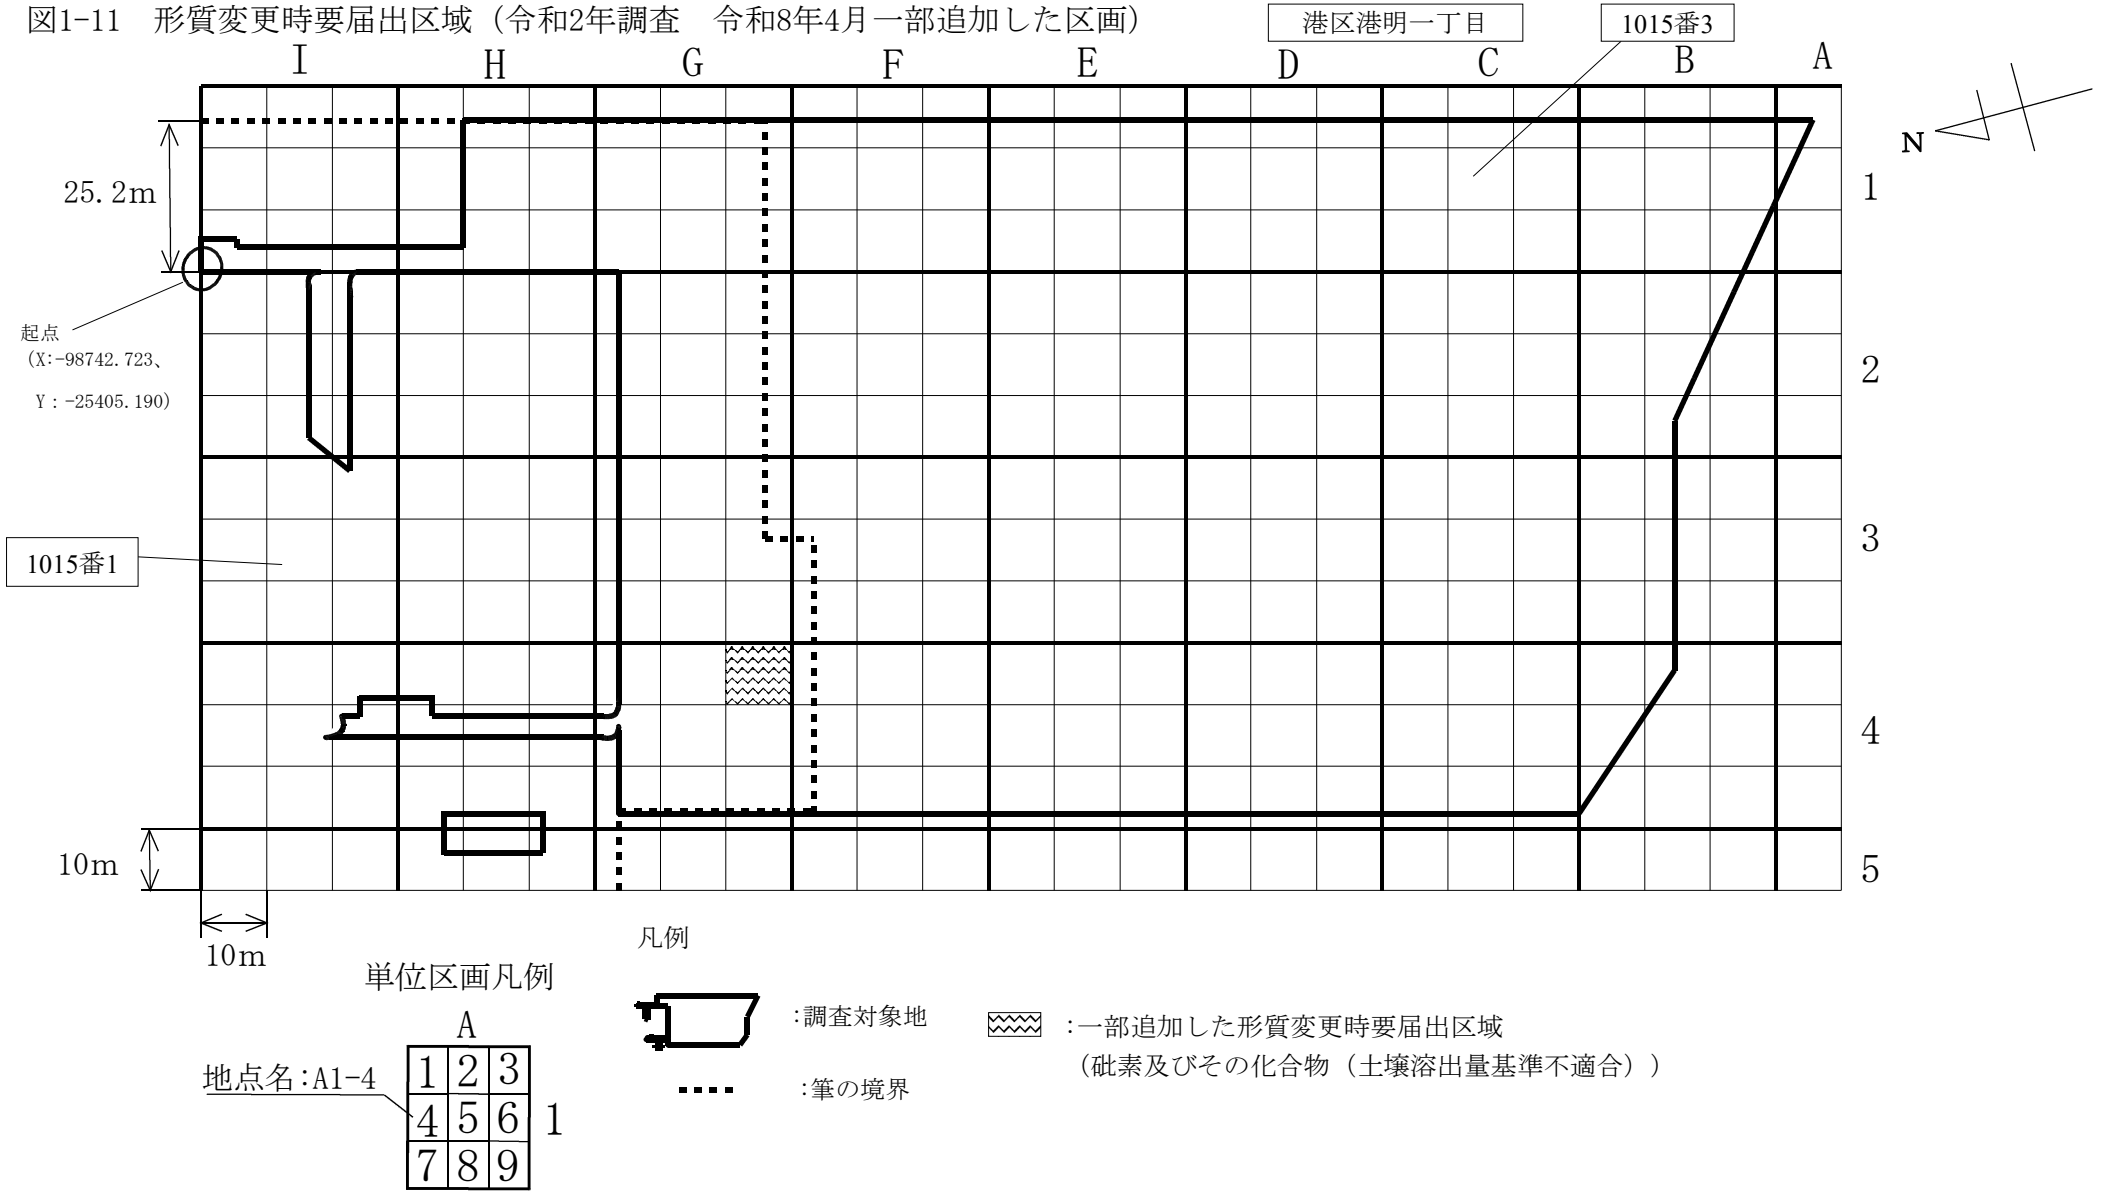 図1-11　形質変更時要届出区域（令和2年調査　令和8年4月一部追加した区画）
港区港明一丁目
1015番3
I H G F E D C B A
N
25.2m
1
起点
（X:-98742.723、
Y：-25405.190）
2
3
1015番1
4
10m
5
10m
凡例
単位区画凡例
:調査対象地
:一部追加した形質変更時要届出区域
（砒素及びその化合物（土壌溶出量基準不適合））
:筆の境界
A
地点名:A1-4
1 2 3
4 5 6 1
7 8 9